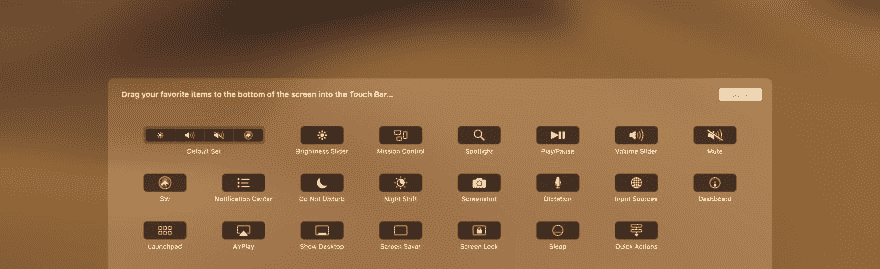 Drag your favorite items to the bottom of the screen into the Touch Bar...
Default Set Brightness Slider Mission Control Spotlight Play/Pause Volume Slider Mute
Siri Notification Center Do Not Disturb Night Shift Screenshot Dictation Input Sources Dashboard
Launchpad AirPlay Show Desktop Screen Saver Screen Lock Sleep Quick Actions